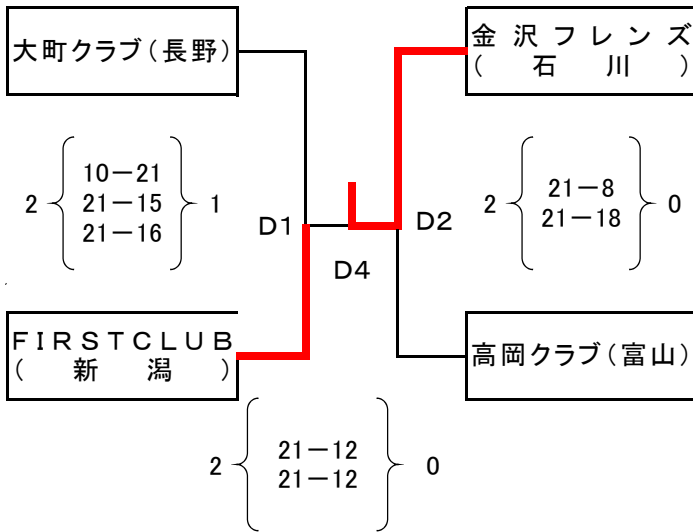 大町クラブ(長野)
金沢フレンズ
(石川)
2 10－21 1
21－15
21－16
D1
D2
D4
2 21－8 0
21－18
FIRSTCLUB
(新潟)
高岡クラブ(富山)
2 21－12 0
21－12